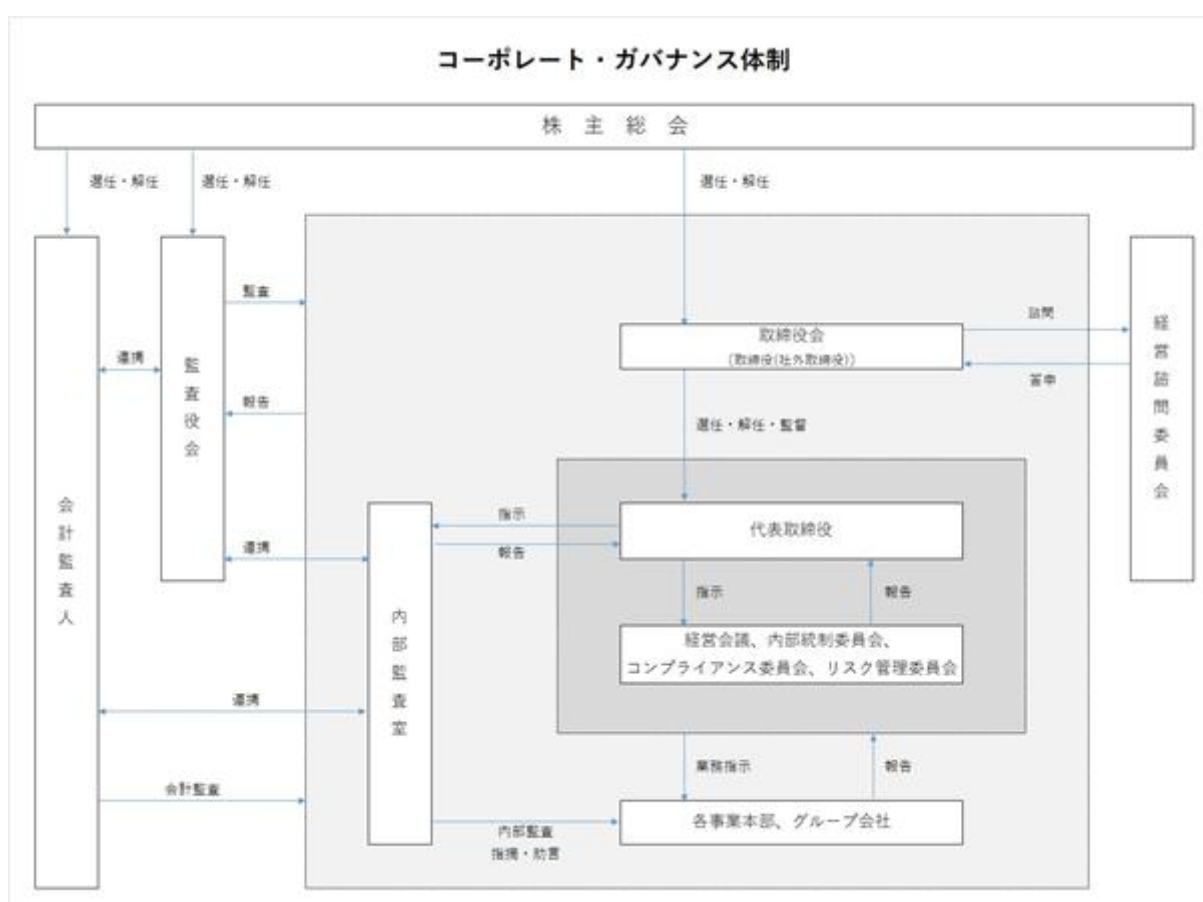 コーポレート・ガバナンス体制
株主総会
選任・解任
選任・解任
選任・解任
監査
諮問
取締役会
(取締役(社外取締役))
連携
答申
報告
選任・解任・監督
監査役会
経営諮問委員会
指示
代表取締役
連携
報告
会計監査人
指示
報告
内部監査室
経営会議、内部統制委員会、
コンプライアンス委員会、リスク管理委員会
連携
業務指示
報告
会計監査
各事業本部、グループ会社
内部監査
指摘・助言